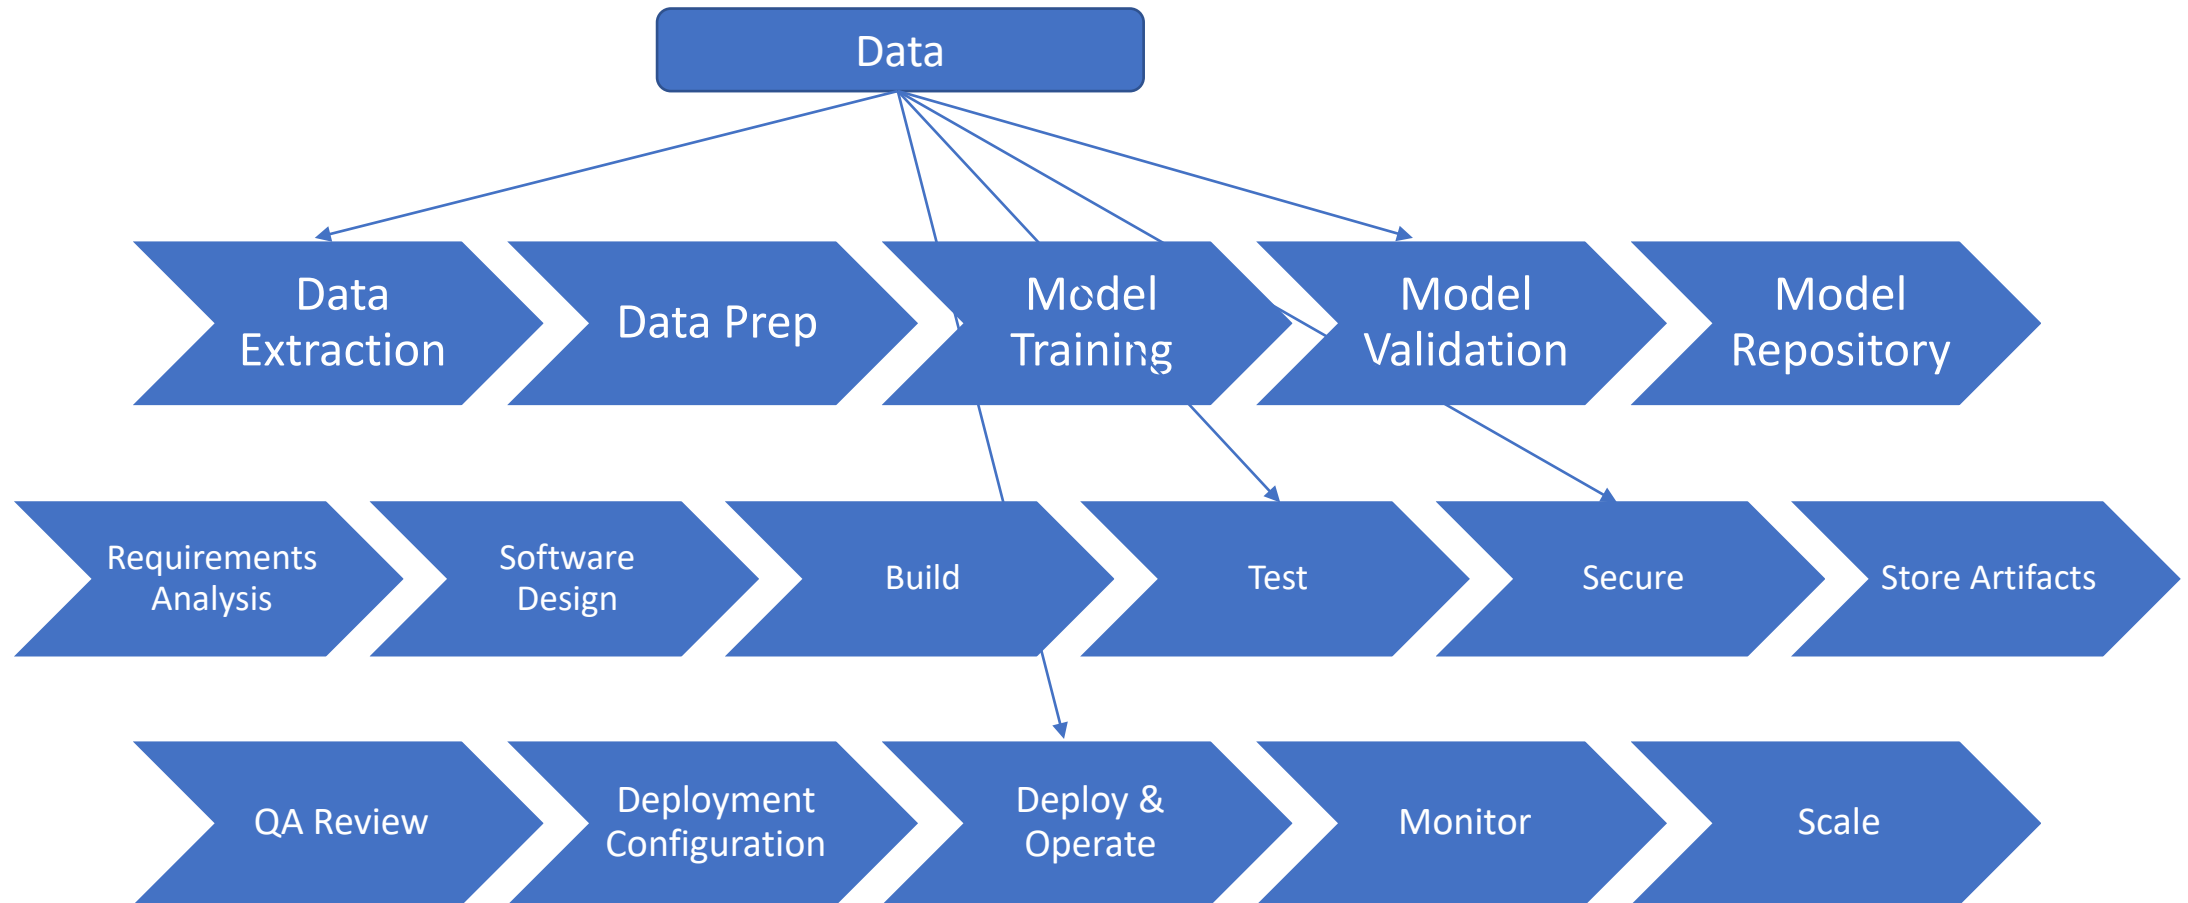 Data
Data
Extraction
Data Prep
Model
Training
Model
Validation
Model
Repository
Requirements
Analysis
Software
Design
Build
Test
Secure
Store Artifacts
QA Review
Deployment
Configuration
Deploy &
Operate
Monitor
Scale